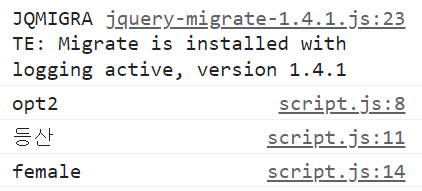 JQMIGRA jquery-migrate-1.4.1.js:23
TE: Migrate is installed with
logging active, version 1.4.1
opt2 script.js:8
등산 script.js:11
female script.js:14